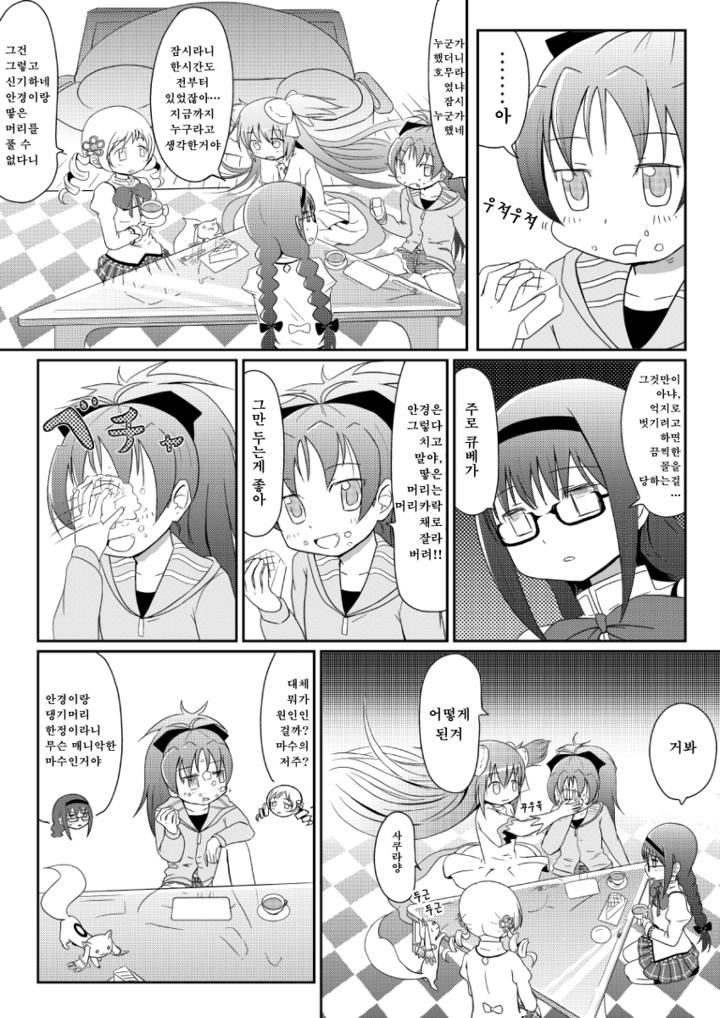 ……
……
아
우적우적
누군가
했더니
호무라
였냐
잠시
누군가
했네
잠시라니
한시간도
전부터
있었잖아…
지금까지
누구라고
생각한거야
그건
그렇고
신기하네
안경이랑
땋은
머리를
풀 수
없다니
그것만이
아냐,
억지로
벗기려고
하면
끔찍한
꼴을
당하는걸
…
주로 큐베가
안경은
그렇다
치고
말야,
땋은
머리는
머리카락
채로
잘라
버려!!
그만 두는게
좋아
ベチャ
거봐
어떻게
된겨
꾸우욱
사쿠라양
두근
두근
대체
뭐가
원인인
걸까?
마수의
저주?
안경이랑
댕기머리
한정이라니
무슨 매니악한
마수인거야